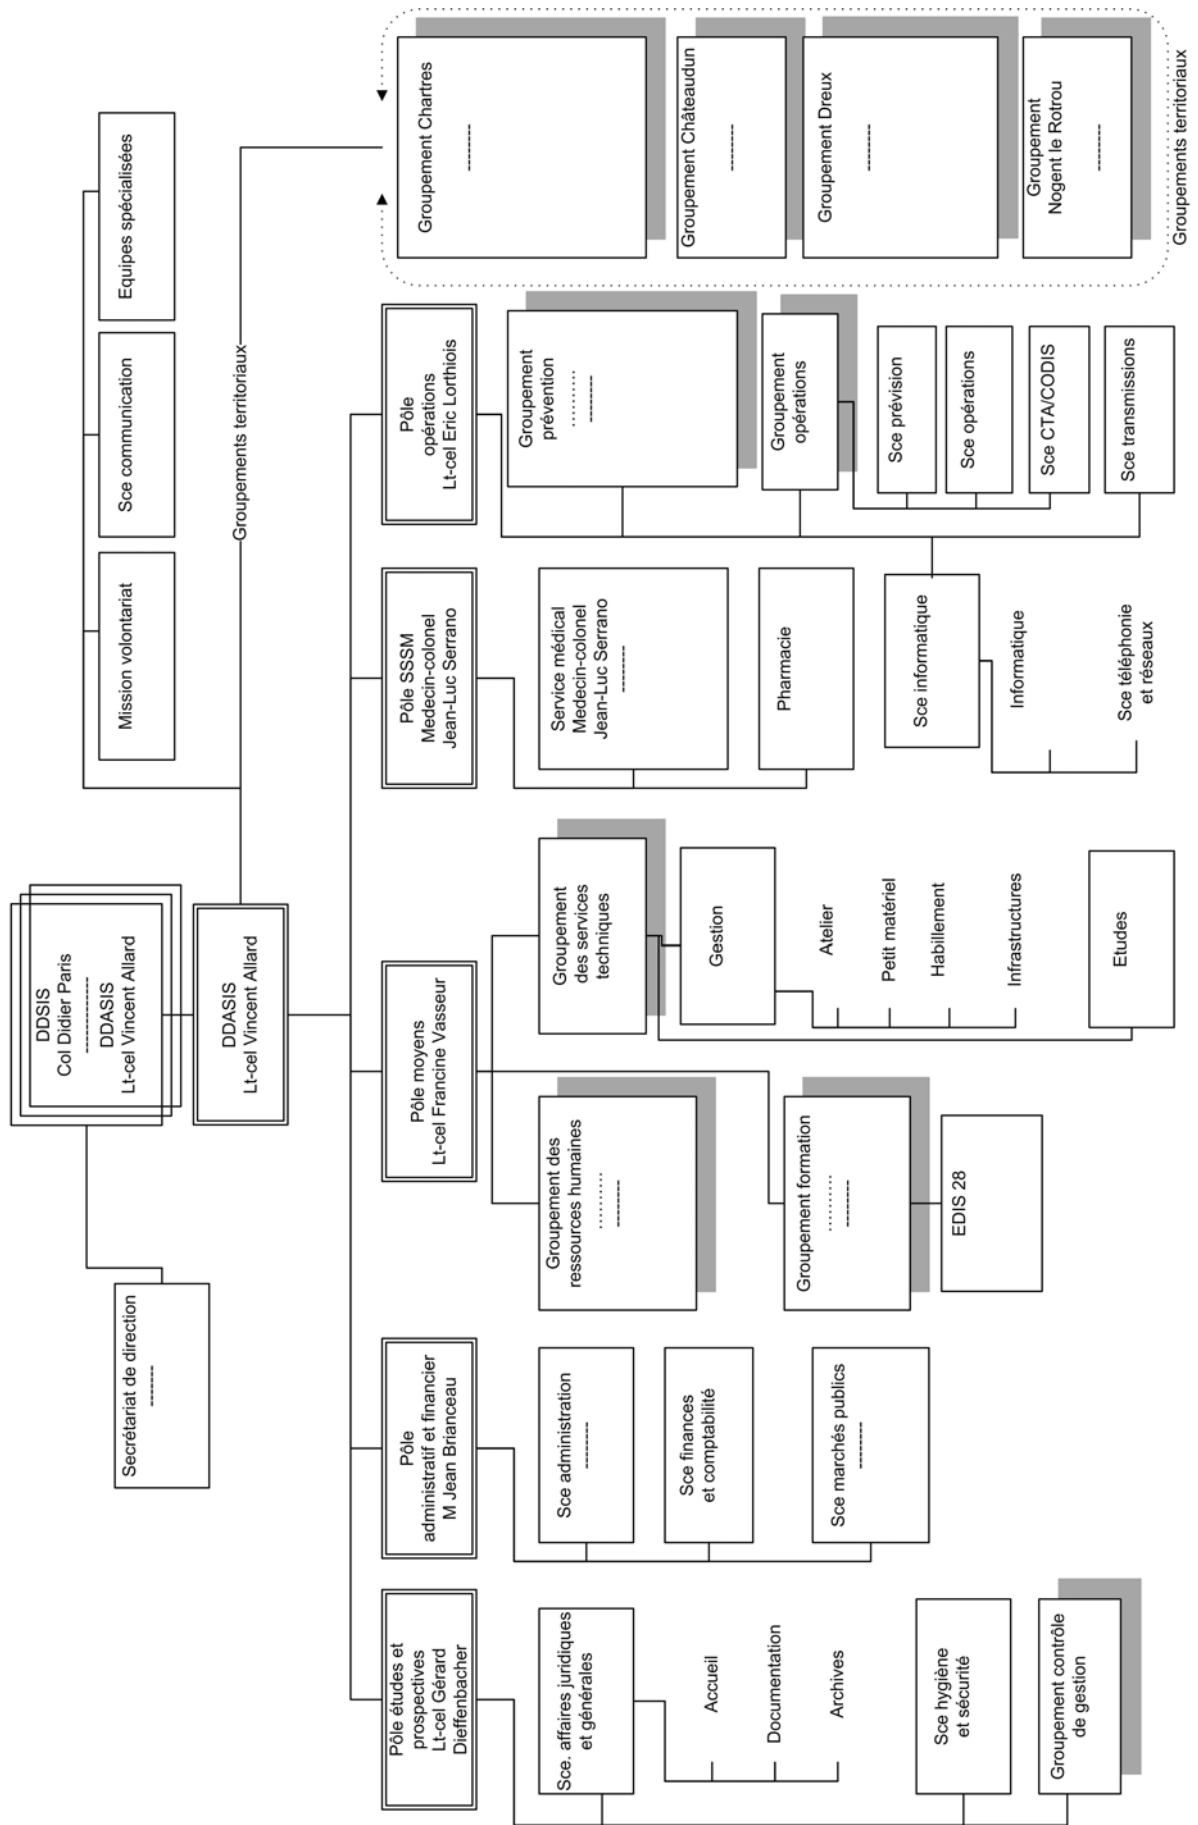 DDSIS
Col Didier Paris
------------
DDASIS
Lt-cel Vincent Allard
Secrétariat de direction
-------
DDASIS
Lt-cel Vincent Allard
Mission volontariat
Sce communication
Equipes spécialisées
Groupements territoriaux
Pôle études et
prospectives
Lt-cel Gérard
Dieffenbacher
Sce. affaires juridiques
et générales
Accueil
Documentation
Archives
Sce hygiène
et sécurité
Groupement contrôle
de gestion
Pôle
administratif et financier
M Jean Brianceau
Sce administration
--------
Sce finances
et comptabilité
Sce marchés publics
--------
Pôle moyens
Lt-cel Francine Vasseur
Groupement des
ressources humaines
..........
--------
Groupement formation
..........
--------
EDIS 28
Groupement
des services
techniques
Gestion
Atelier
Petit matériel
Habillement
Infrastructures
Etudes
Pôle SSSM
Medecin-colonel
Jean-Luc Serrano
Service médical
Medecin-colonel
Jean-Luc Serrano
----------
Pharmacie
Pôle
opérations
Lt-cel Eric Lorthiois
Groupement
prévention
..........
--------
Groupement
opérations
Sce prévision
Sce opérations
Sce CTA/CODIS
Sce transmissions
Sce informatique
Informatique
Sce téléphonie
et réseaux
Groupement Chartres
--------
Groupement Châteaudun
--------
Groupement Dreux
--------
Groupement
Nogent le Rotrou
--------
Groupements territoriaux